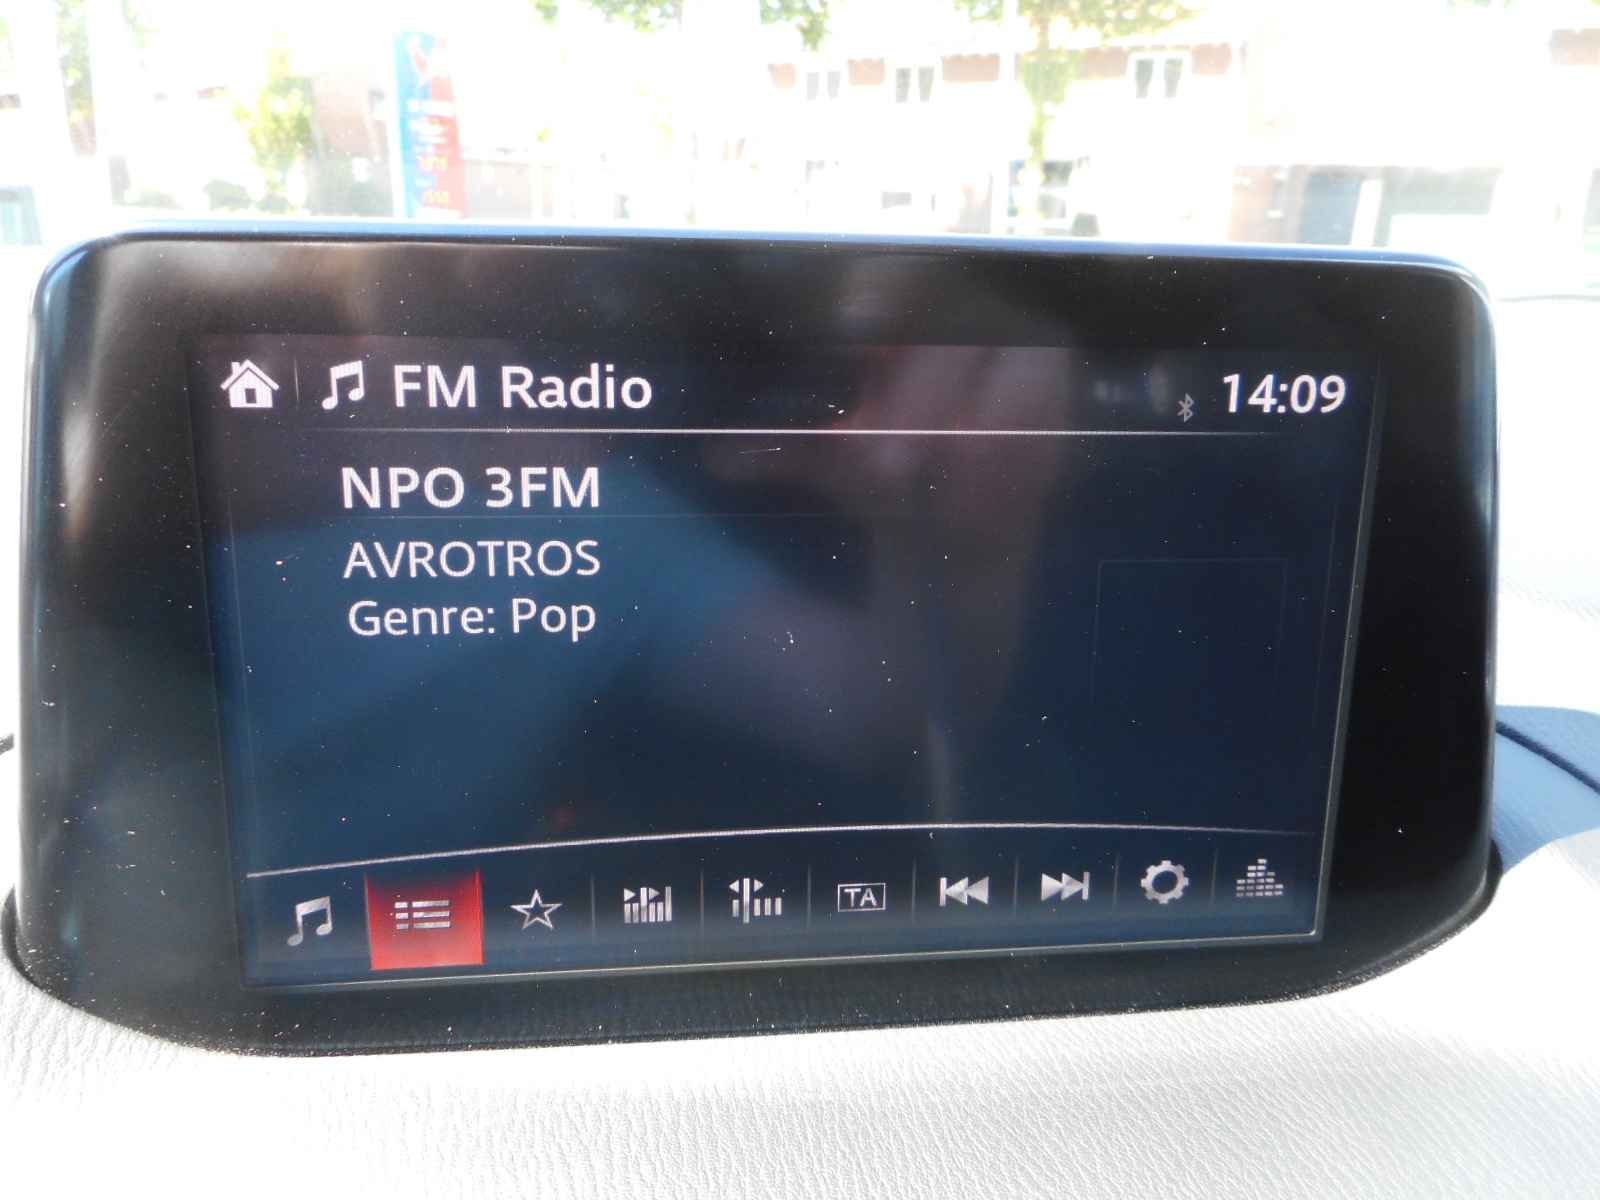 FM Radio 14:09
NPO 3FM
AVROTROS
Genre: Pop
TA